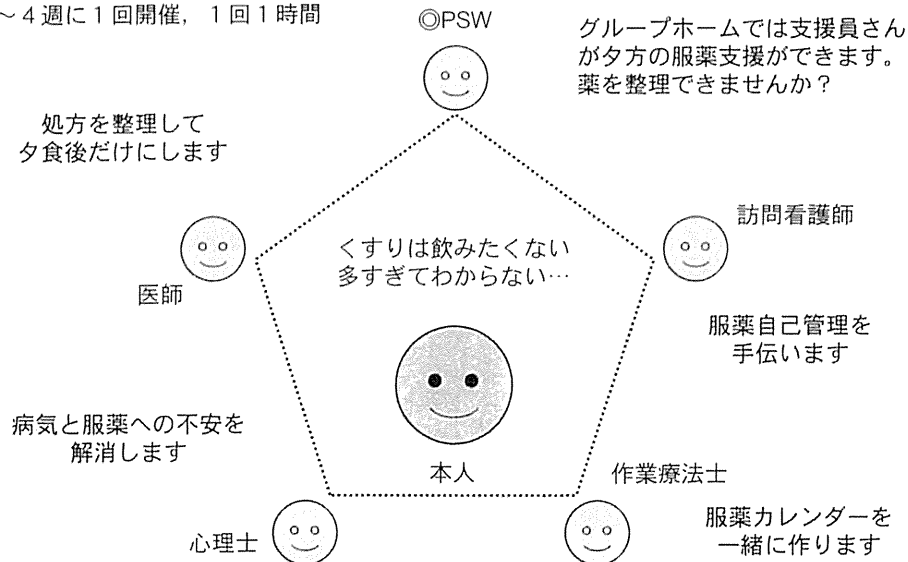 ～４週に１回開催，１回１時間
◎PSW
グループホームでは支援員さん
が夕方の服薬支援ができます。
薬を整理できませんか？
処方を整理して
夕食後だけにします
医師
訪問看護師
くすりは飲みたくない
多すぎてわからない…
服薬自己管理を
手伝います
病気と服薬への不安を
解消します
本人
作業療法士
心理士
服薬カレンダーを
一緒に作ります